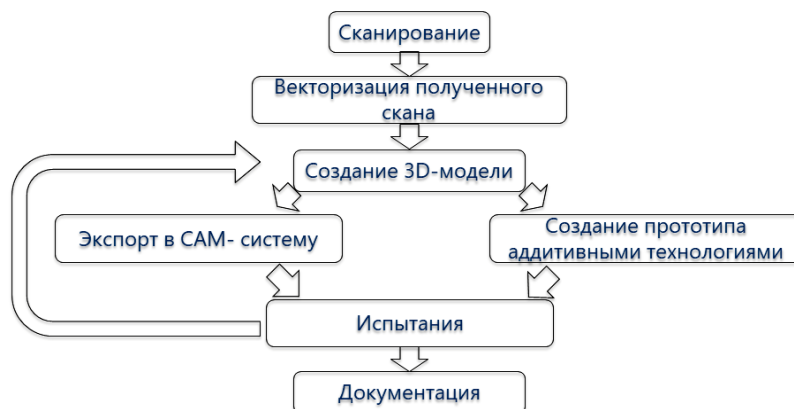 Сканирование
Векторизация полученного
скана
Создание 3D-модели
Экспорт в CAM- систему
Создание прототипа
аддитивными технологиями
Испытания
Документация